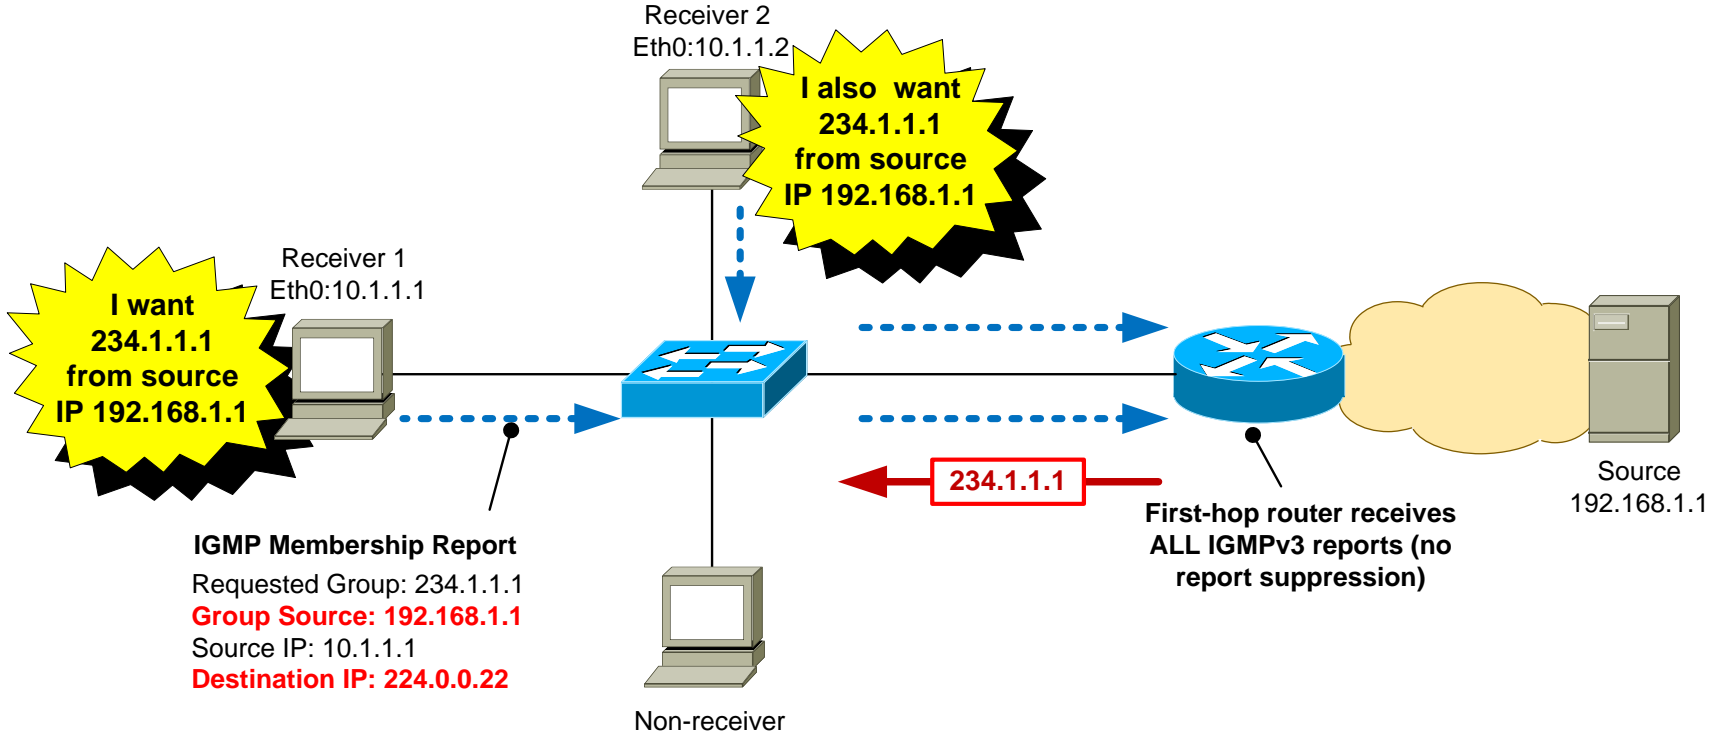 Receiver 2
Eth0:10.1.1.2
I also want
234.1.1.1
from source
IP 192.168.1.1
Receiver 1
Eth0:10.1.1.1
I want
234.1.1.1
from source
IP 192.168.1.1
234.1.1.1
Source
192.168.1.1
First-hop router receives
ALL IGMPv3 reports (no
report suppression)
IGMP Membership Report
Requested Group: 234.1.1.1
Group Source: 192.168.1.1
Source IP: 10.1.1.1
Destination IP: 224.0.0.22
Non-receiver